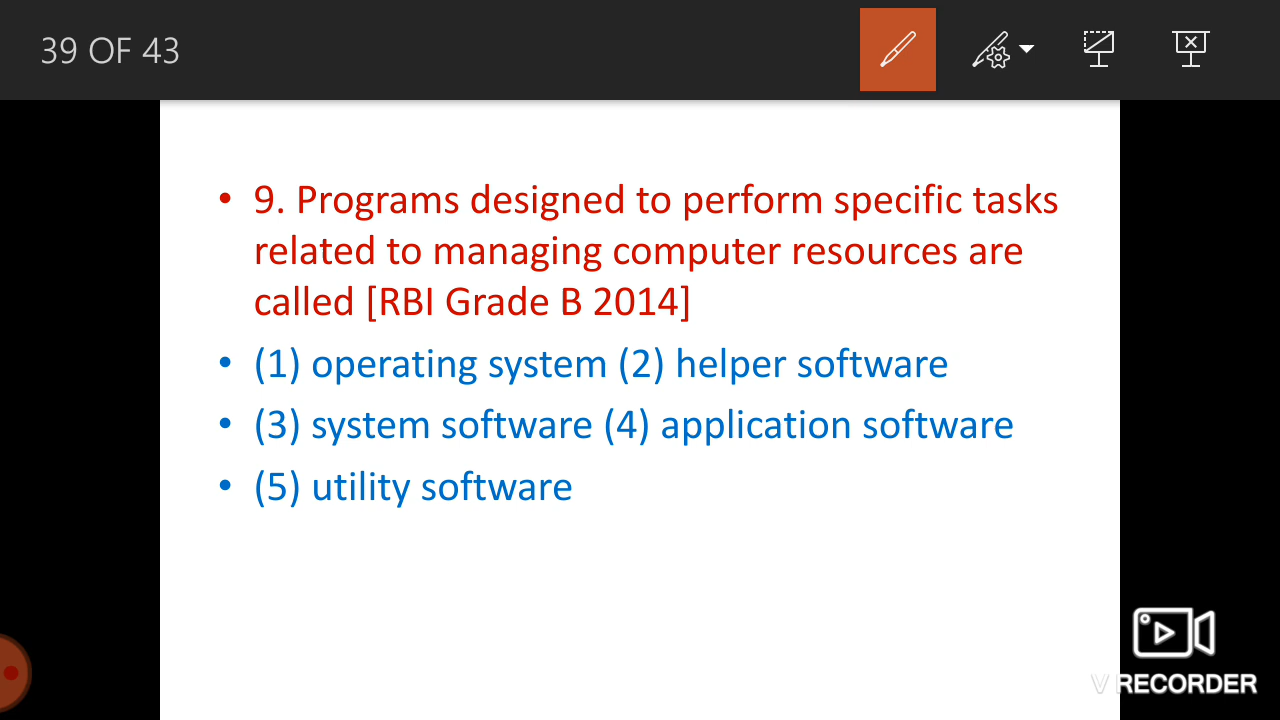 39 OF 43
• 9. Programs designed to perform specific tasks
related to managing computer resources are
called [RBI Grade B 2014]
• (1) operating system (2) helper software
• (3) system software (4) application software
• (5) utility software
V RECORDER